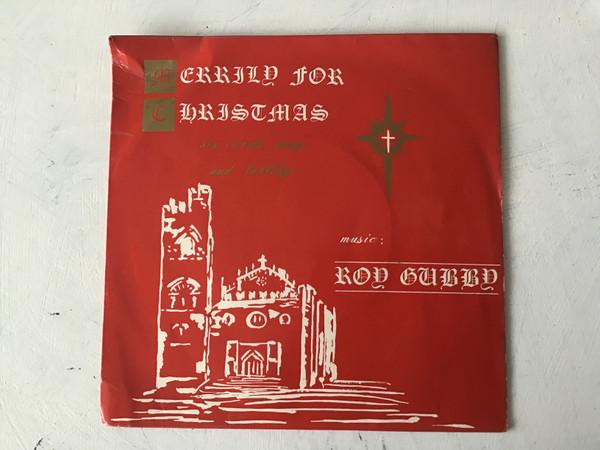 MERRILY FOR
CHRISTMAS
six carols, songs
and lullabys
music:
ROY GUBBY